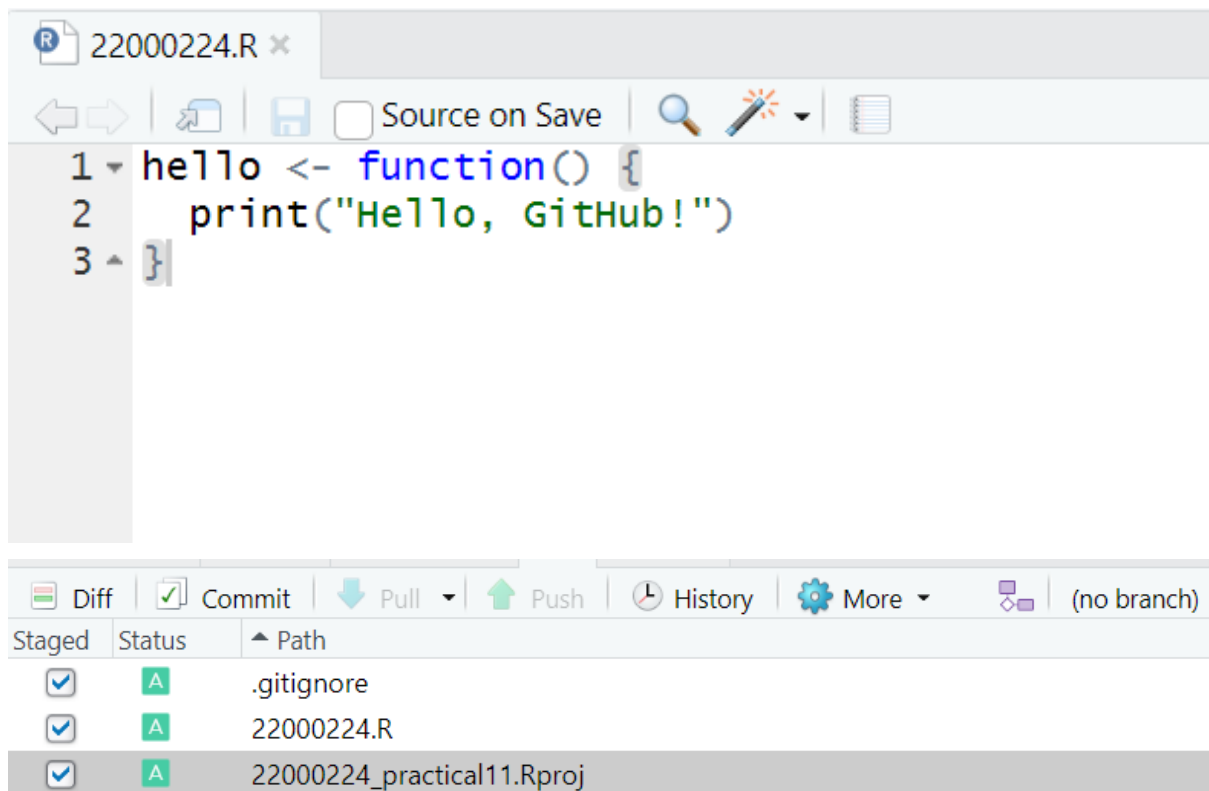 22000224.R
Source on Save
1 hello <- function() {
2 print("Hello, GitHub!")
3 }
Diff Commit Pull Push History More (no branch)
Staged Status Path
A .gitignore
A 22000224.R
A 22000224_practical11.Rproj